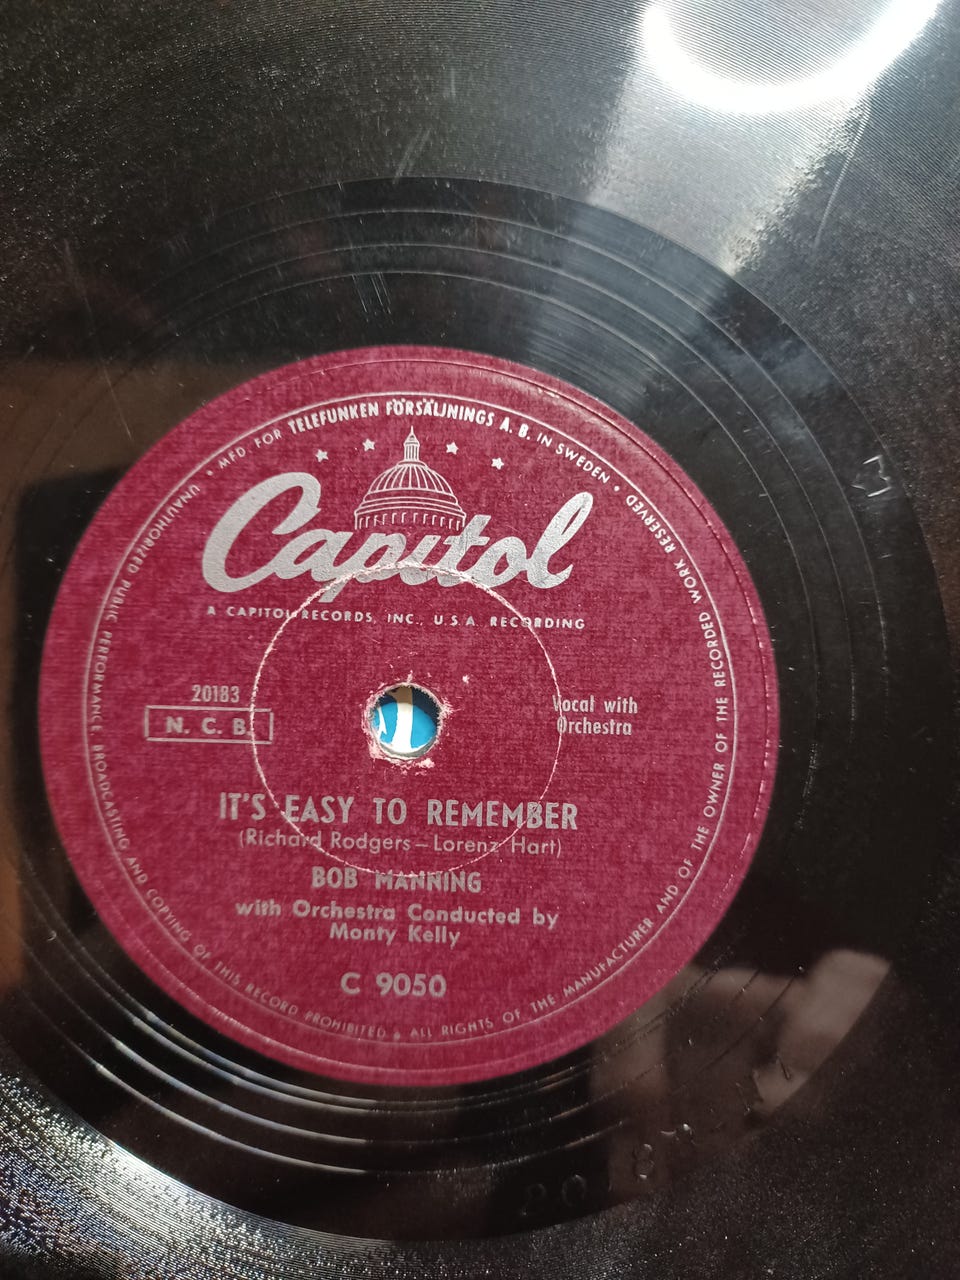 • MFD. FOR TELEFUNKEN FÖRSÄLJNINGS A.B. IN SWEDEN •
Capitol
A CAPITOL RECORDS, INC., U.S.A. RECORDING
20183
N. C. B.
Vocal with
Orchestra
IT'S EASY TO REMEMBER
(Richard Rodgers—Lorenz Hart)
BOB MANNING
with Orchestra Conducted by
Monty Kelly
C 9050
UNAUTHORIZED PUBLIC PERFORMANCE BROADCASTING AND COPYING OF THIS RECORD PROHIBITED • ALL RIGHTS OF THE MANUFACTURER AND OF THE OWNER OF THE RECORDED WORK RESERVED